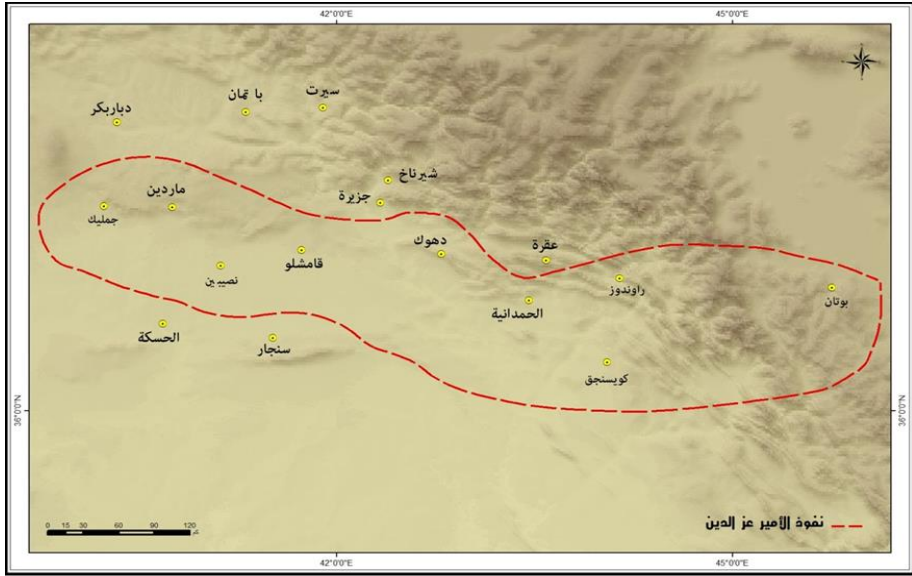 42°0'0"E
45°0'0"E
سيرت
با تمان
دياربكر
شيرناخ
جزيرة
ماردين
جمليك
دهوك
عقرة
قامشلو
نصيبين
راوندوز
بوتان
الحمدانية
الحسكة
سنجار
كويسنجق
36°0'0"N
36°0'0"N
نفوذ الأمير عز الدين
0 15 30 60 90 120
42°0'0"E
45°0'0"E